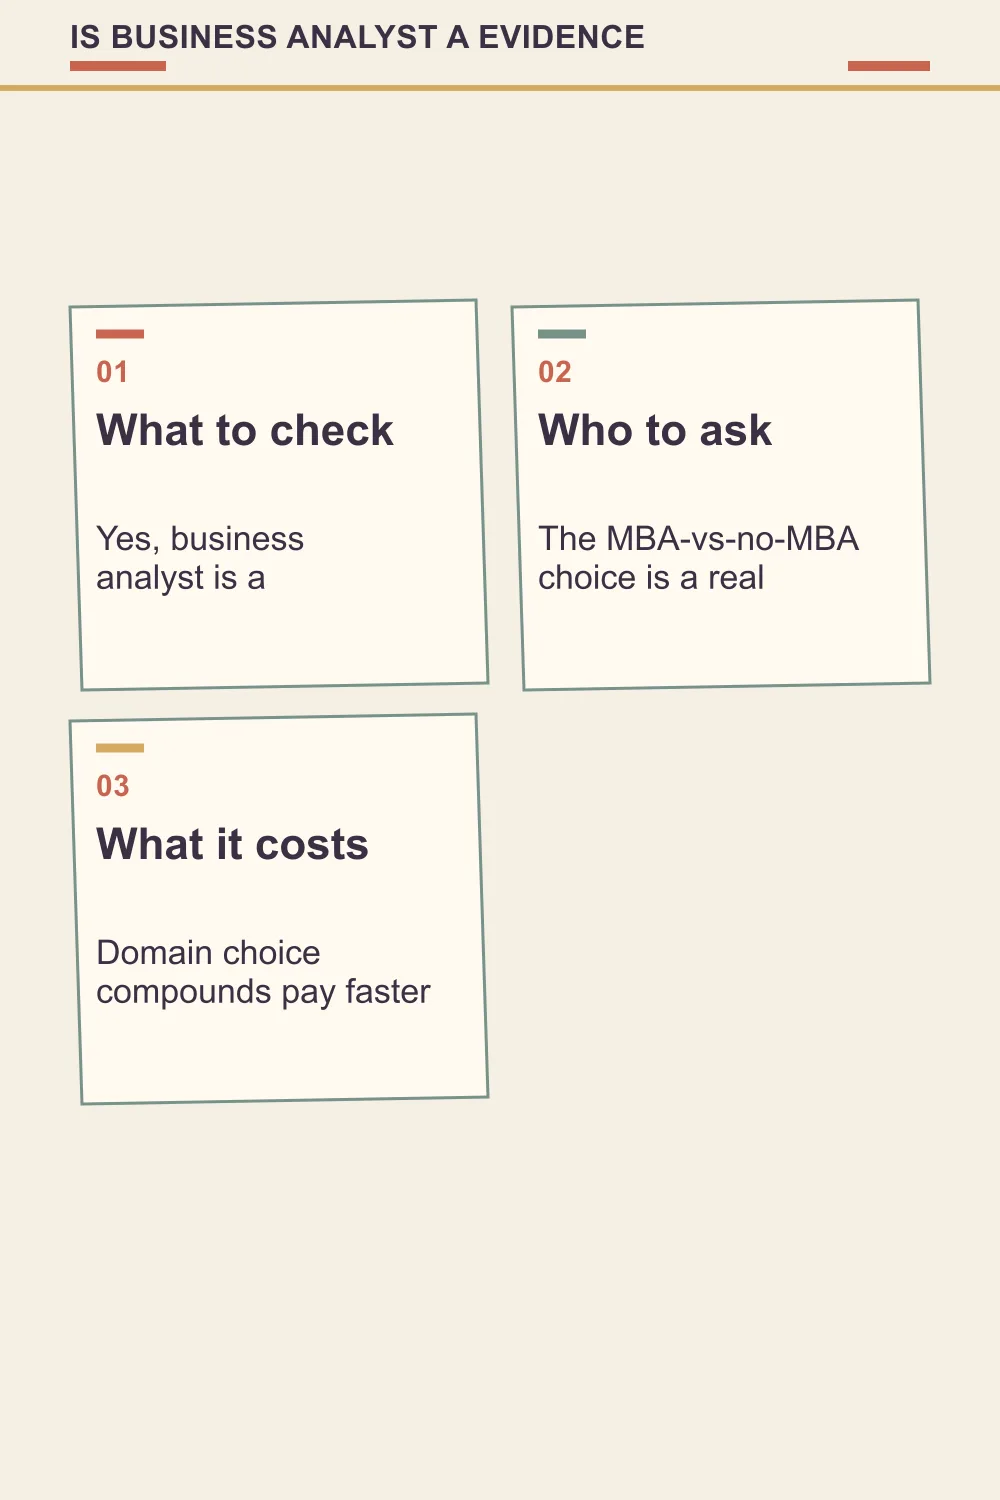 IS BUSINESS ANALYST A EVIDENCE
01
What to check
Yes, business
analyst is a
02
Who to ask
The MBA-vs-no-MBA
choice is a real
03
What it costs
Domain choice
compounds pay faster